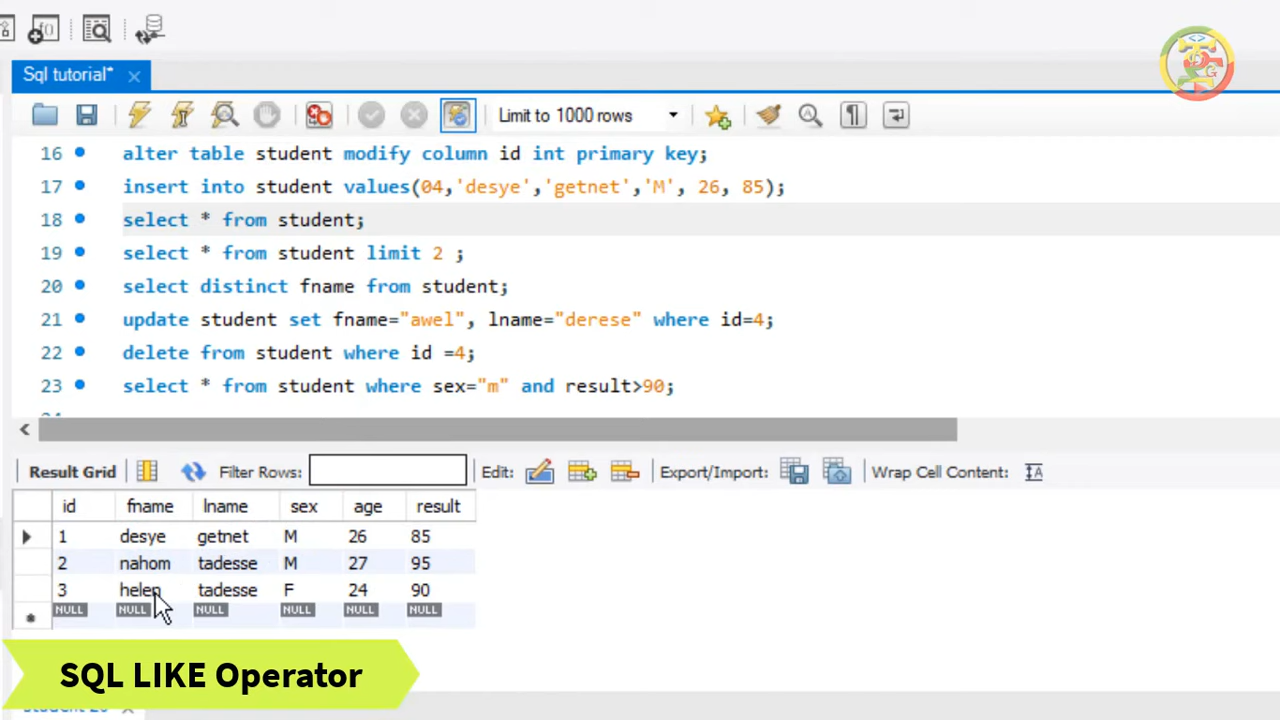 Sql tutorial*
Limit to 1000 rows
16 alter table student modify column id int primary key;
17 insert into student values(04,'desye','getnet','M', 26, 85);
18 select * from student;
19 select * from student limit 2 ;
20 select distinct fname from student;
21 update student set fname="awel", lname="derese" where id=4;
22 delete from student where id =4;
23 select * from student where sex="m" and result>90;
Result Grid Filter Rows: Edit: Export/Import: Wrap Cell Content:
id fname lname sex age result
1 desye getnet M 26 85
2 nahom tadesse M 27 95
3 helen tadesse F 24 90
NULL NULL NULL NULL NULL NULL
SQL LIKE Operator